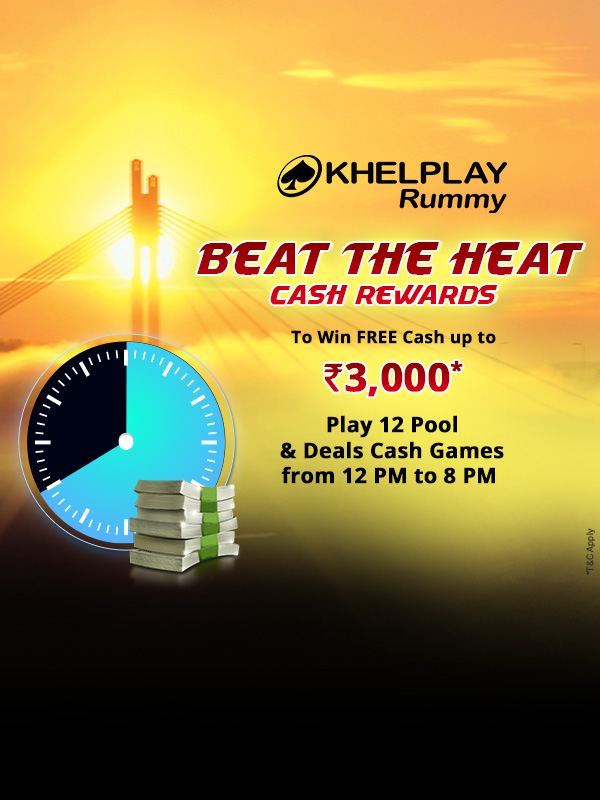 KHELPLAY
Rummy
BEAT THE HEAT
CASH REWARDS
To Win FREE Cash up to
₹3,000*
Play 12 Pool
& Deals Cash Games
from 12 PM to 8 PM
*T&C Apply